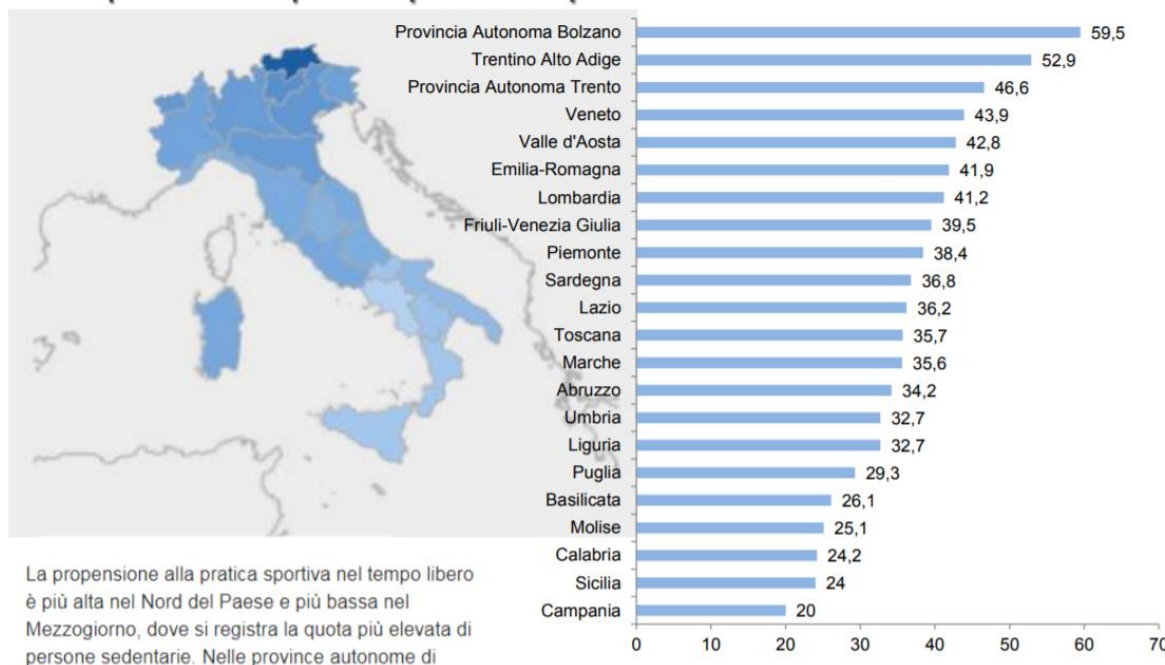 Provincia Autonoma Bolzano 59,5
Trentino Alto Adige 52,9
Provincia Autonoma Trento 46,6
Veneto 43,9
Valle d'Aosta 42,8
Emilia-Romagna 41,9
Lombardia 41,2
Friuli-Venezia Giulia 39,5
Piemonte 38,4
Sardegna 36,8
Lazio 36,2
Toscana 35,7
Marche 35,6
Abruzzo 34,2
Umbria 32,7
Liguria 32,7
Puglia 29,3
Basilicata 26,1
Molise 25,1
Calabria 24,2
Sicilia 24
Campania 20
0 10 20 30 40 50 60 70
La propensione alla pratica sportiva nel tempo libero
è più alta nel Nord del Paese e più bassa nel
Mezzogiorno, dove si registra la quota più elevata di
persone sedentarie. Nelle province autonome di